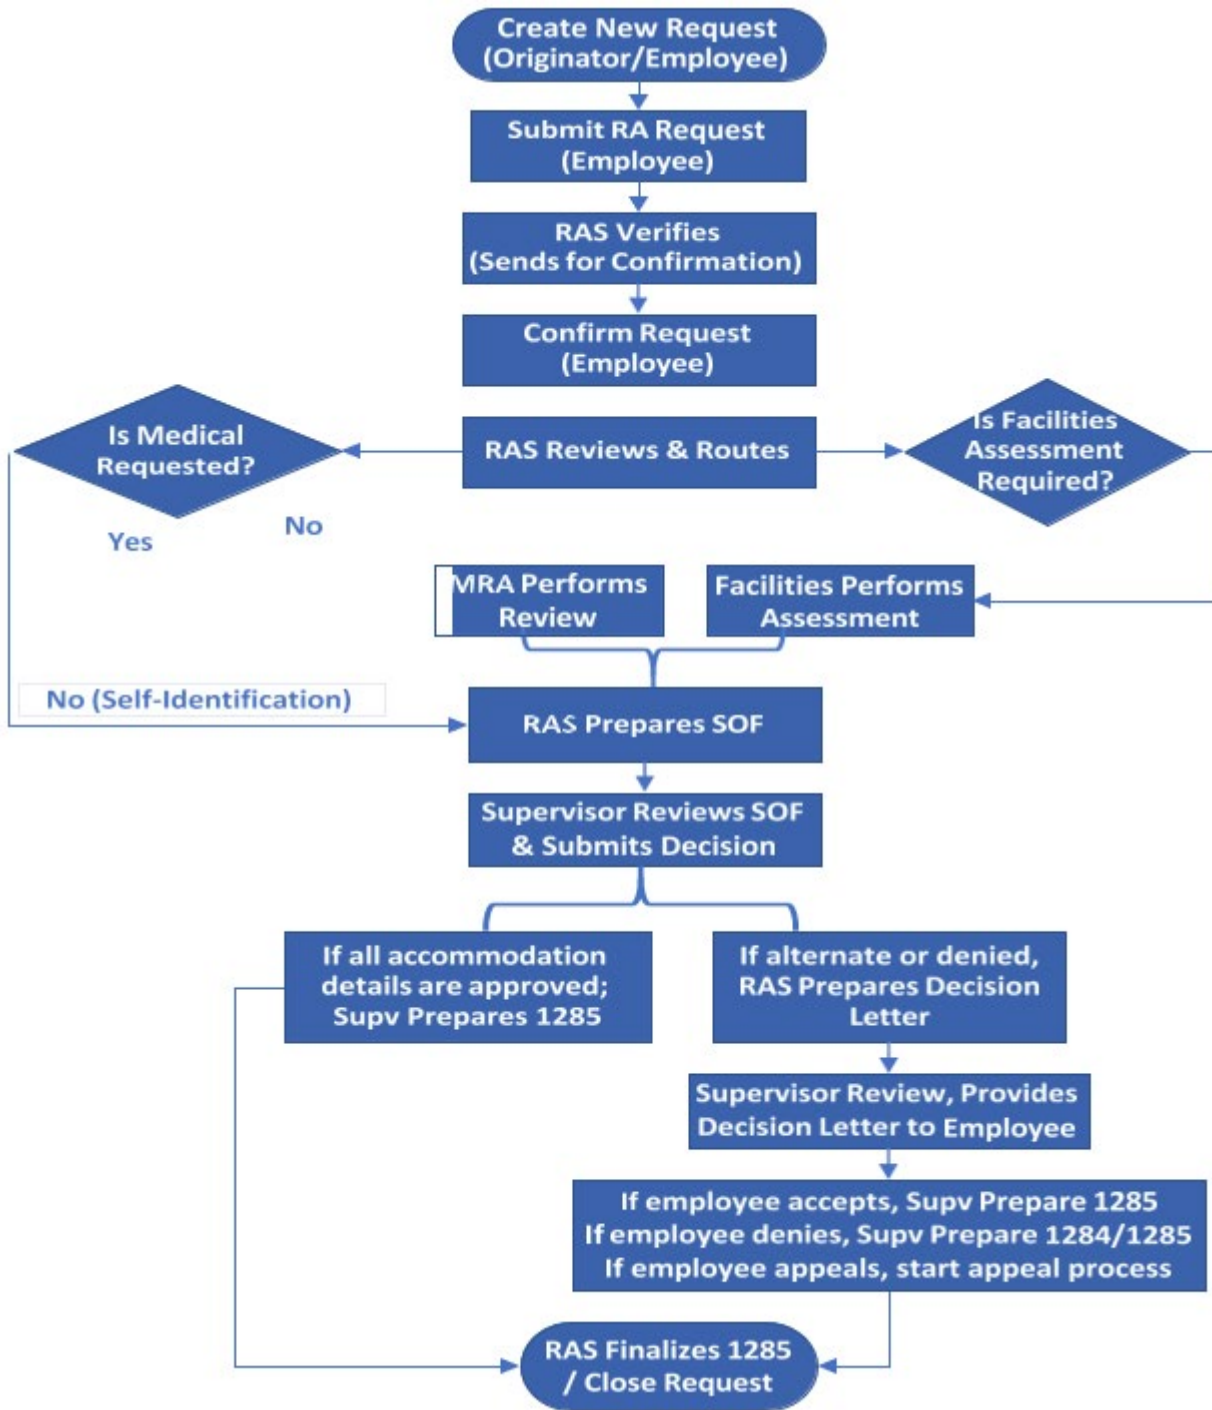 Create New Request
(Originator/Employee)
Submit RA Request
(Employee)
RAS Verifies
(Sends for Confirmation)
Confirm Request
(Employee)
Is Medical
Requested?
RAS Reviews & Routes
Is Facilities
Assessment
Required?
Yes
No
MRA Performs
Review
Facilities Performs
Assessment
No (Self-Identification)
RAS Prepares SOF
Supervisor Reviews SOF
& Submits Decision
If all accommodation
details are approved;
Supv Prepares 1285
If alternate or denied,
RAS Prepares Decision
Letter
Supervisor Review, Provides
Decision Letter to Employee
If employee accepts, Supv Prepare 1285
If employee denies, Supv Prepare 1284/1285
If employee appeals, start appeal process
RAS Finalizes 1285
/ Close Request